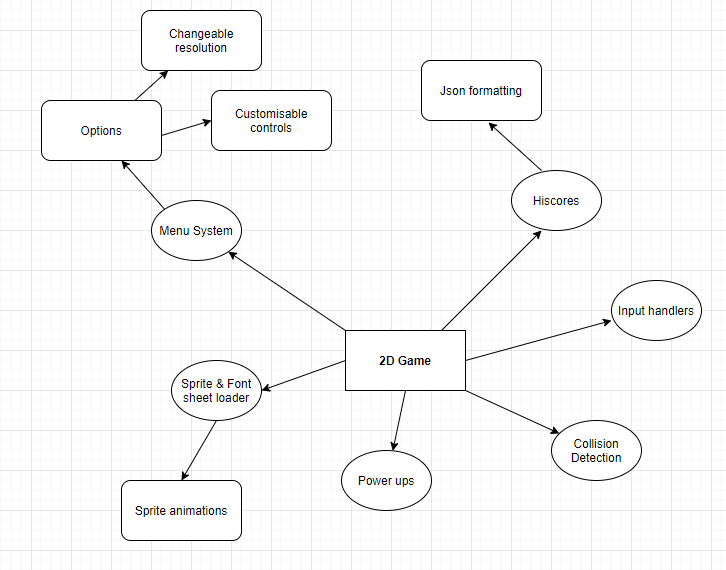 Changeable
resolution
Json formatting
Customisable
controls
Options
Hiscores
Menu System
Input handlers
2D Game
Sprite & Font
sheet loader
Collision
Detection
Power ups
Sprite animations